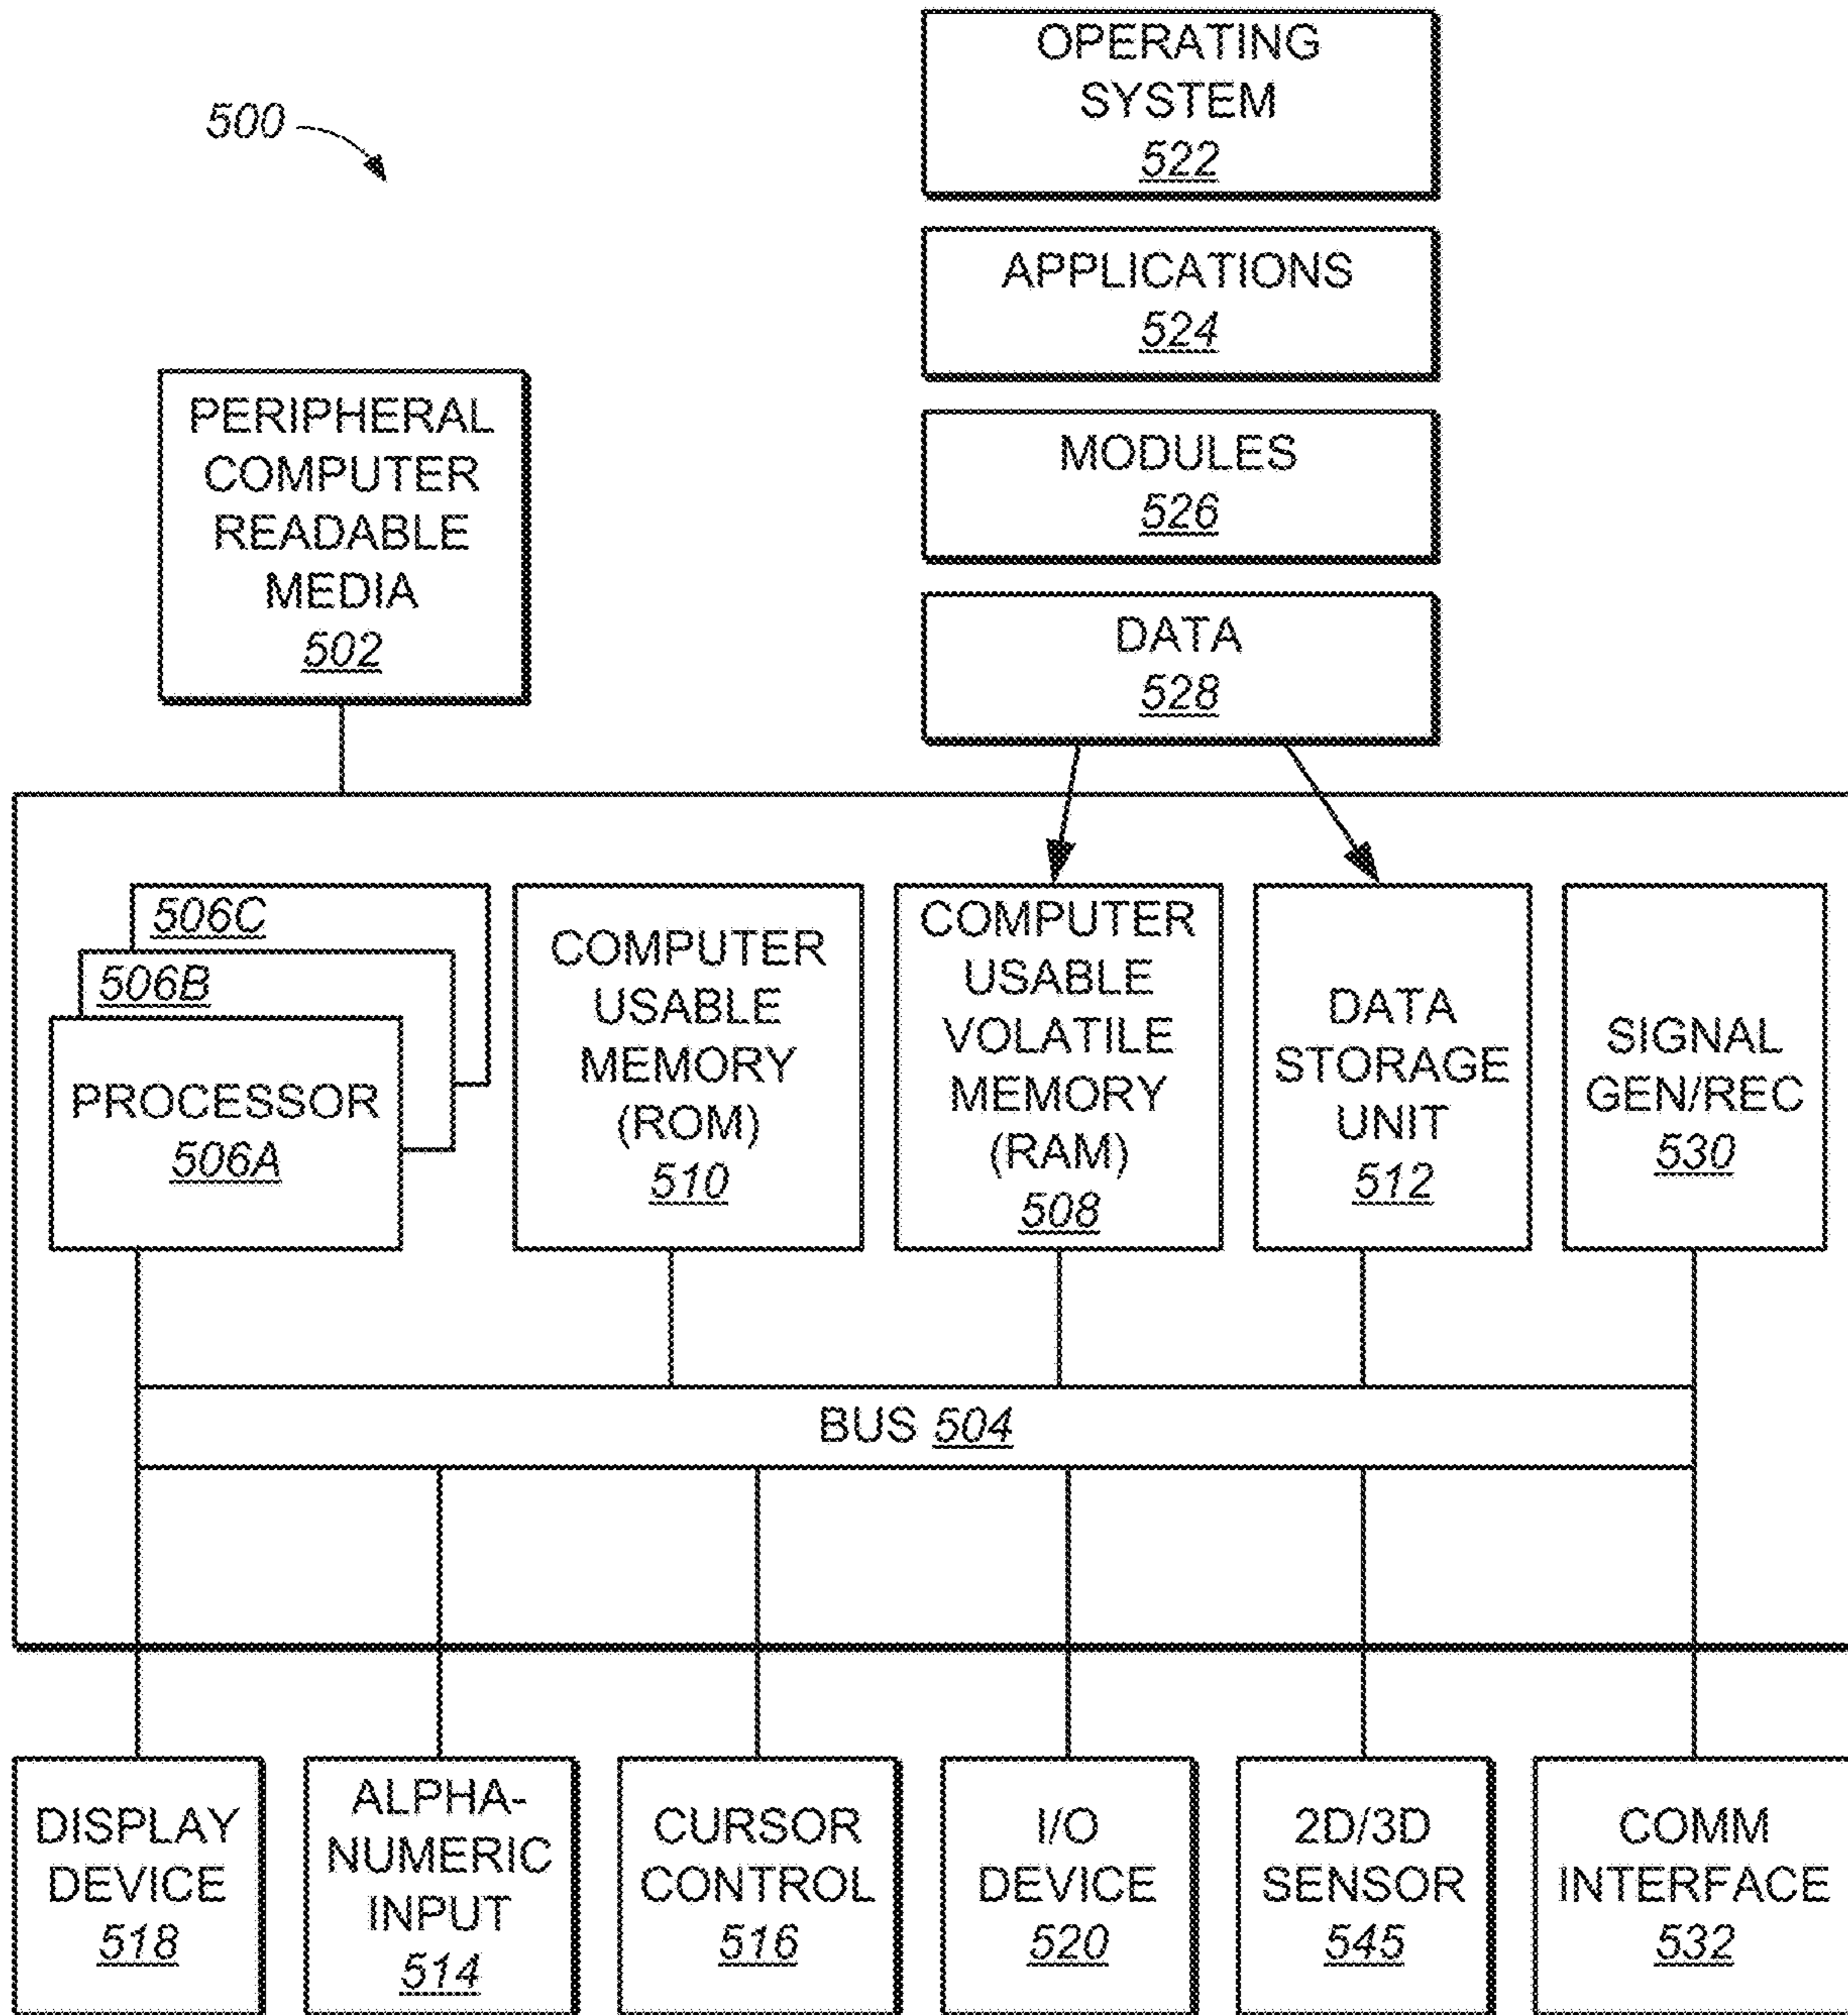 500
OPERATING
SYSTEM
522
APPLICATIONS
524
MODULES
526
DATA
528
PERIPHERAL
COMPUTER
READABLE
MEDIA
502
506C
506B
PROCESSOR
506A
COMPUTER
USABLE
MEMORY
(ROM)
510
COMPUTER
USABLE
VOLATILE
MEMORY
(RAM)
508
DATA
STORAGE
UNIT
512
SIGNAL
GEN/REC
530
BUS 504
DISPLAY
DEVICE
518
ALPHA-
NUMERIC
INPUT
514
CURSOR
CONTROL
516
I/O
DEVICE
520
2D/3D
SENSOR
545
COMM
INTERFACE
532